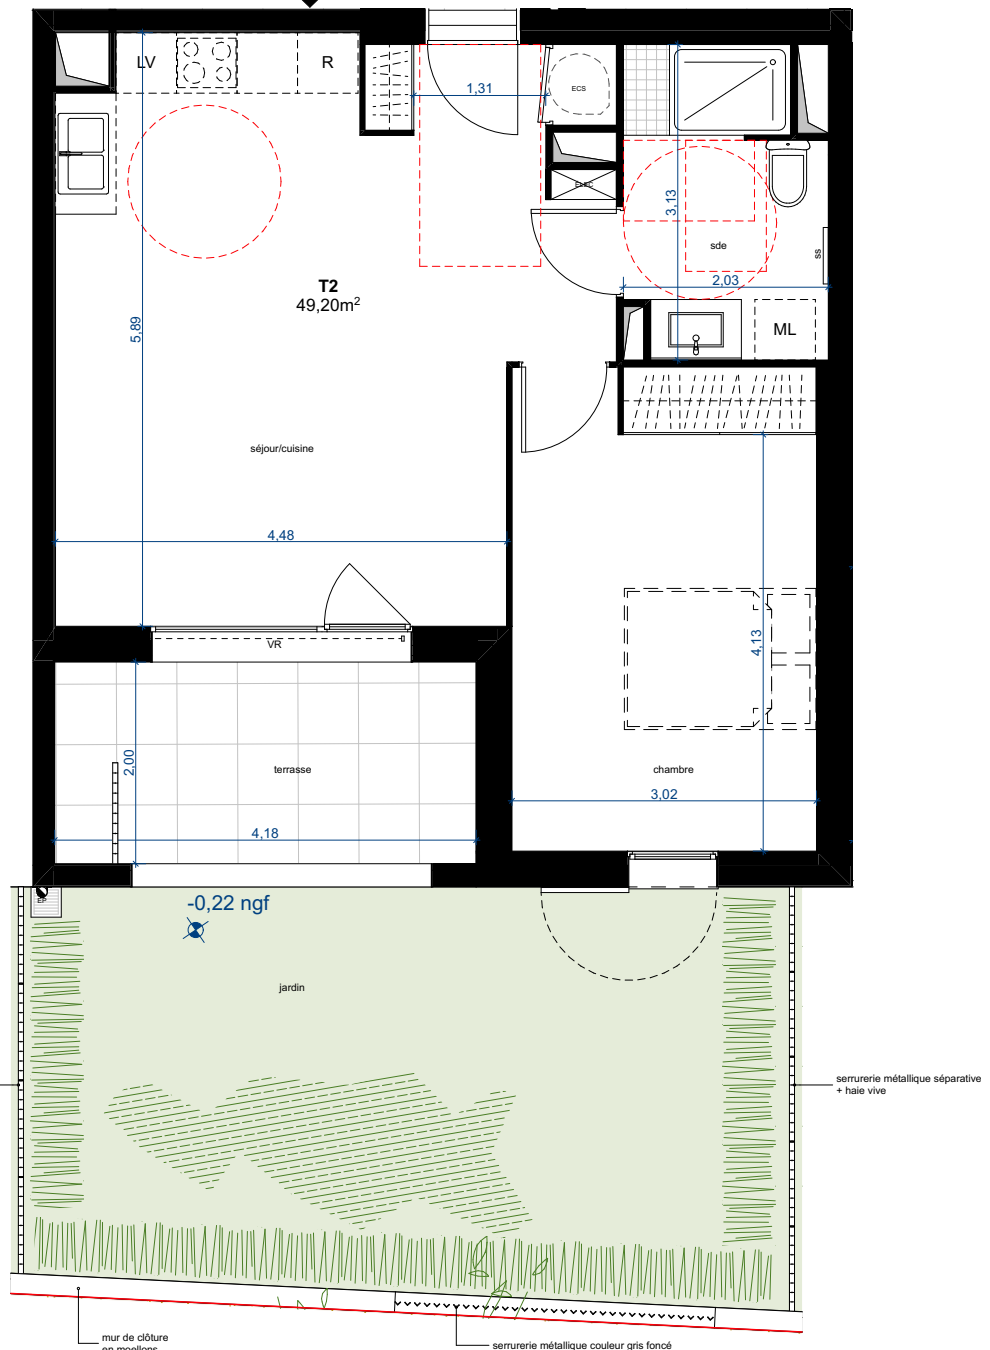 LV
R
1,31
ECS
ELEC
3,13
sde
2,03
ss
ML
T2
49,20m²
5,89
séjour/cuisine
4,48
VR
4,13
2,00
terrasse
4,18
chambre
3,02
EP
-0,22 ngf
jardin
serrurerie métallique séparative
+ haie vive
mur de clôture
en moellons
serrurerie métallique couleur gris foncé